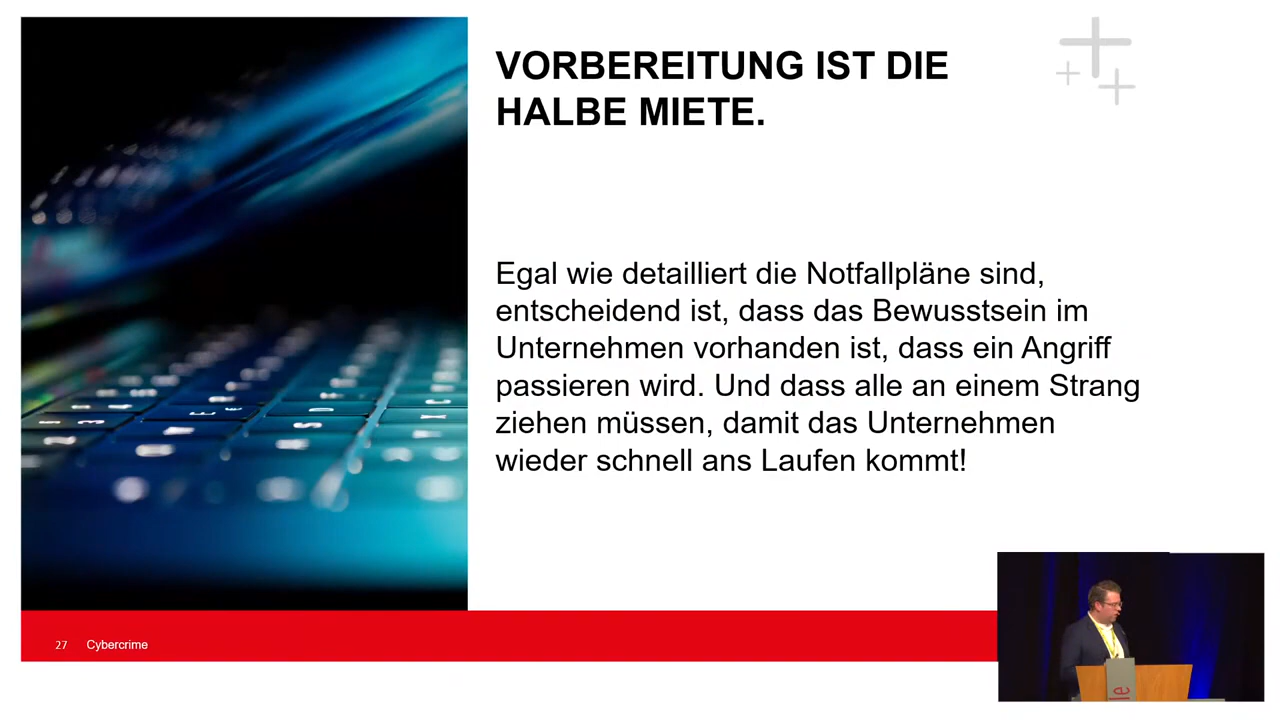 VORBEREITUNG IST DIE
HALBE MIETE.
Egal wie detailliert die Notfallpläne sind,
entscheidend ist, dass das Bewusstsein im
Unternehmen vorhanden ist, dass ein Angriff
passieren wird. Und dass alle an einem Strang
ziehen müssen, damit das Unternehmen
wieder schnell ans Laufen kommt!
27 Cybercrime